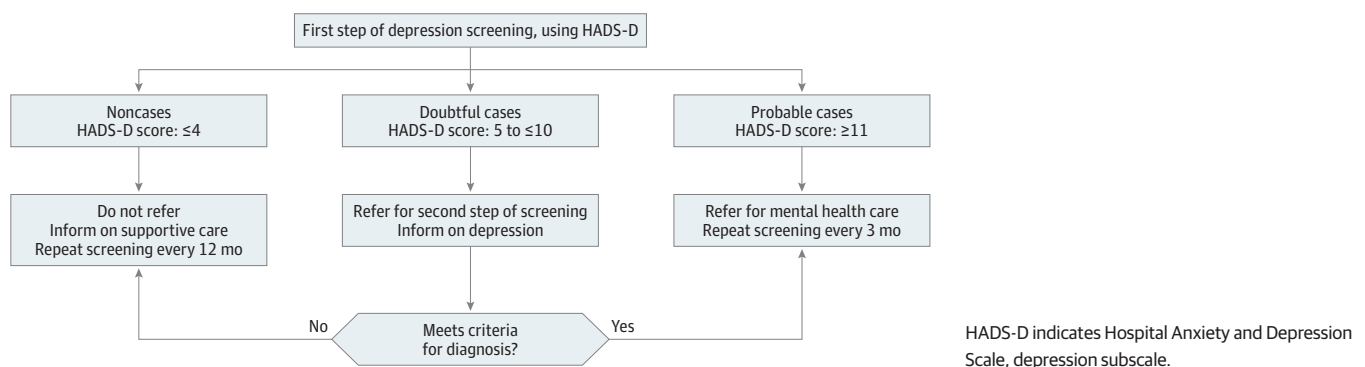 First step of depression screening, using HADS-D
Noncases
HADS-D score: ≤4
Doubtful cases
HADS-D score: 5 to ≤10
Probable cases
HADS-D score: ≥11
Do not refer
Inform on supportive care
Repeat screening every 12 mo
Refer for second step of screening
Inform on depression
Refer for mental health care
Repeat screening every 3 mo
No
Meets criteria
for diagnosis?
Yes
HADS-D indicates Hospital Anxiety and Depression
Scale, depression subscale.